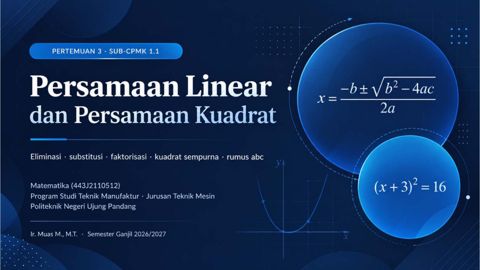 PERTEMUAN 3 · SUB-CPMK 1.1
Persamaan Linear
dan Persamaan Kuadrat
Eliminasi · substitusi · faktorisasi · kuadrat sempurna · rumus abc
Matematika (443J2110512)
Program Studi Teknik Manufaktur · Jurusan Teknik Mesin
Politeknik Negeri Ujung Pandang
Ir. Muas M., M.T. · Semester Ganjil 2026/2027
x = (-b ± √(b² − 4ac)) / 2a
(x + 3)² = 16
y
x